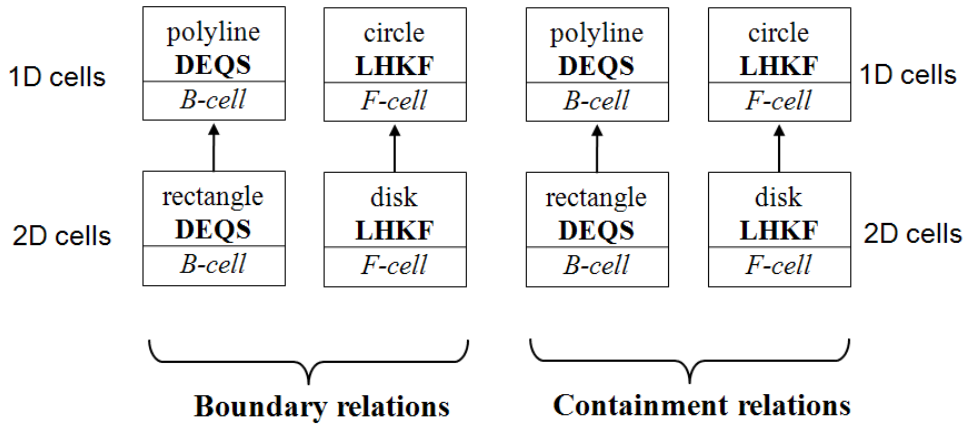 polyline
DEQS
B-cell
circle
LHKF
F-cell
polyline
DEQS
B-cell
circle
LHKF
F-cell
1D cells
1D cells
rectangle
DEQS
B-cell
disk
LHKF
F-cell
rectangle
DEQS
B-cell
disk
LHKF
F-cell
2D cells
2D cells
Boundary relations
Containment relations